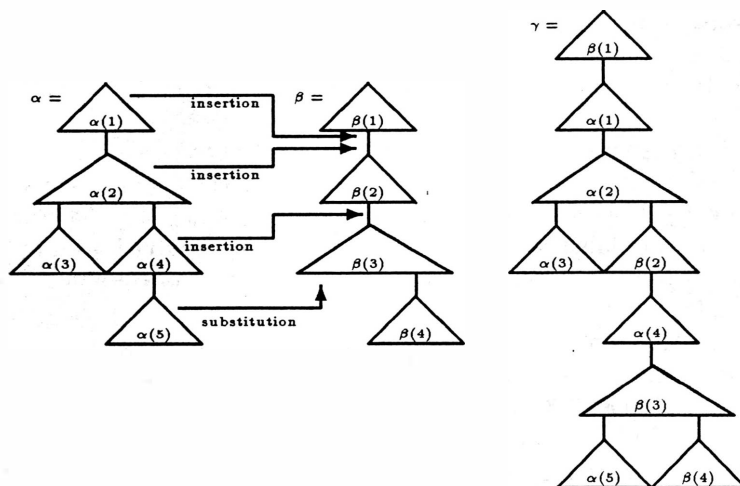 γ =
β(1)
α =
insertion
β =
α(1)
β(1)
α(1)
insertion
α(2)
β(2)
α(2)
insertion
α(3)
α(4)
β(3)
α(3)
β(2)
substitution
α(5)
β(4)
α(4)
β(3)
α(5)
β(4)